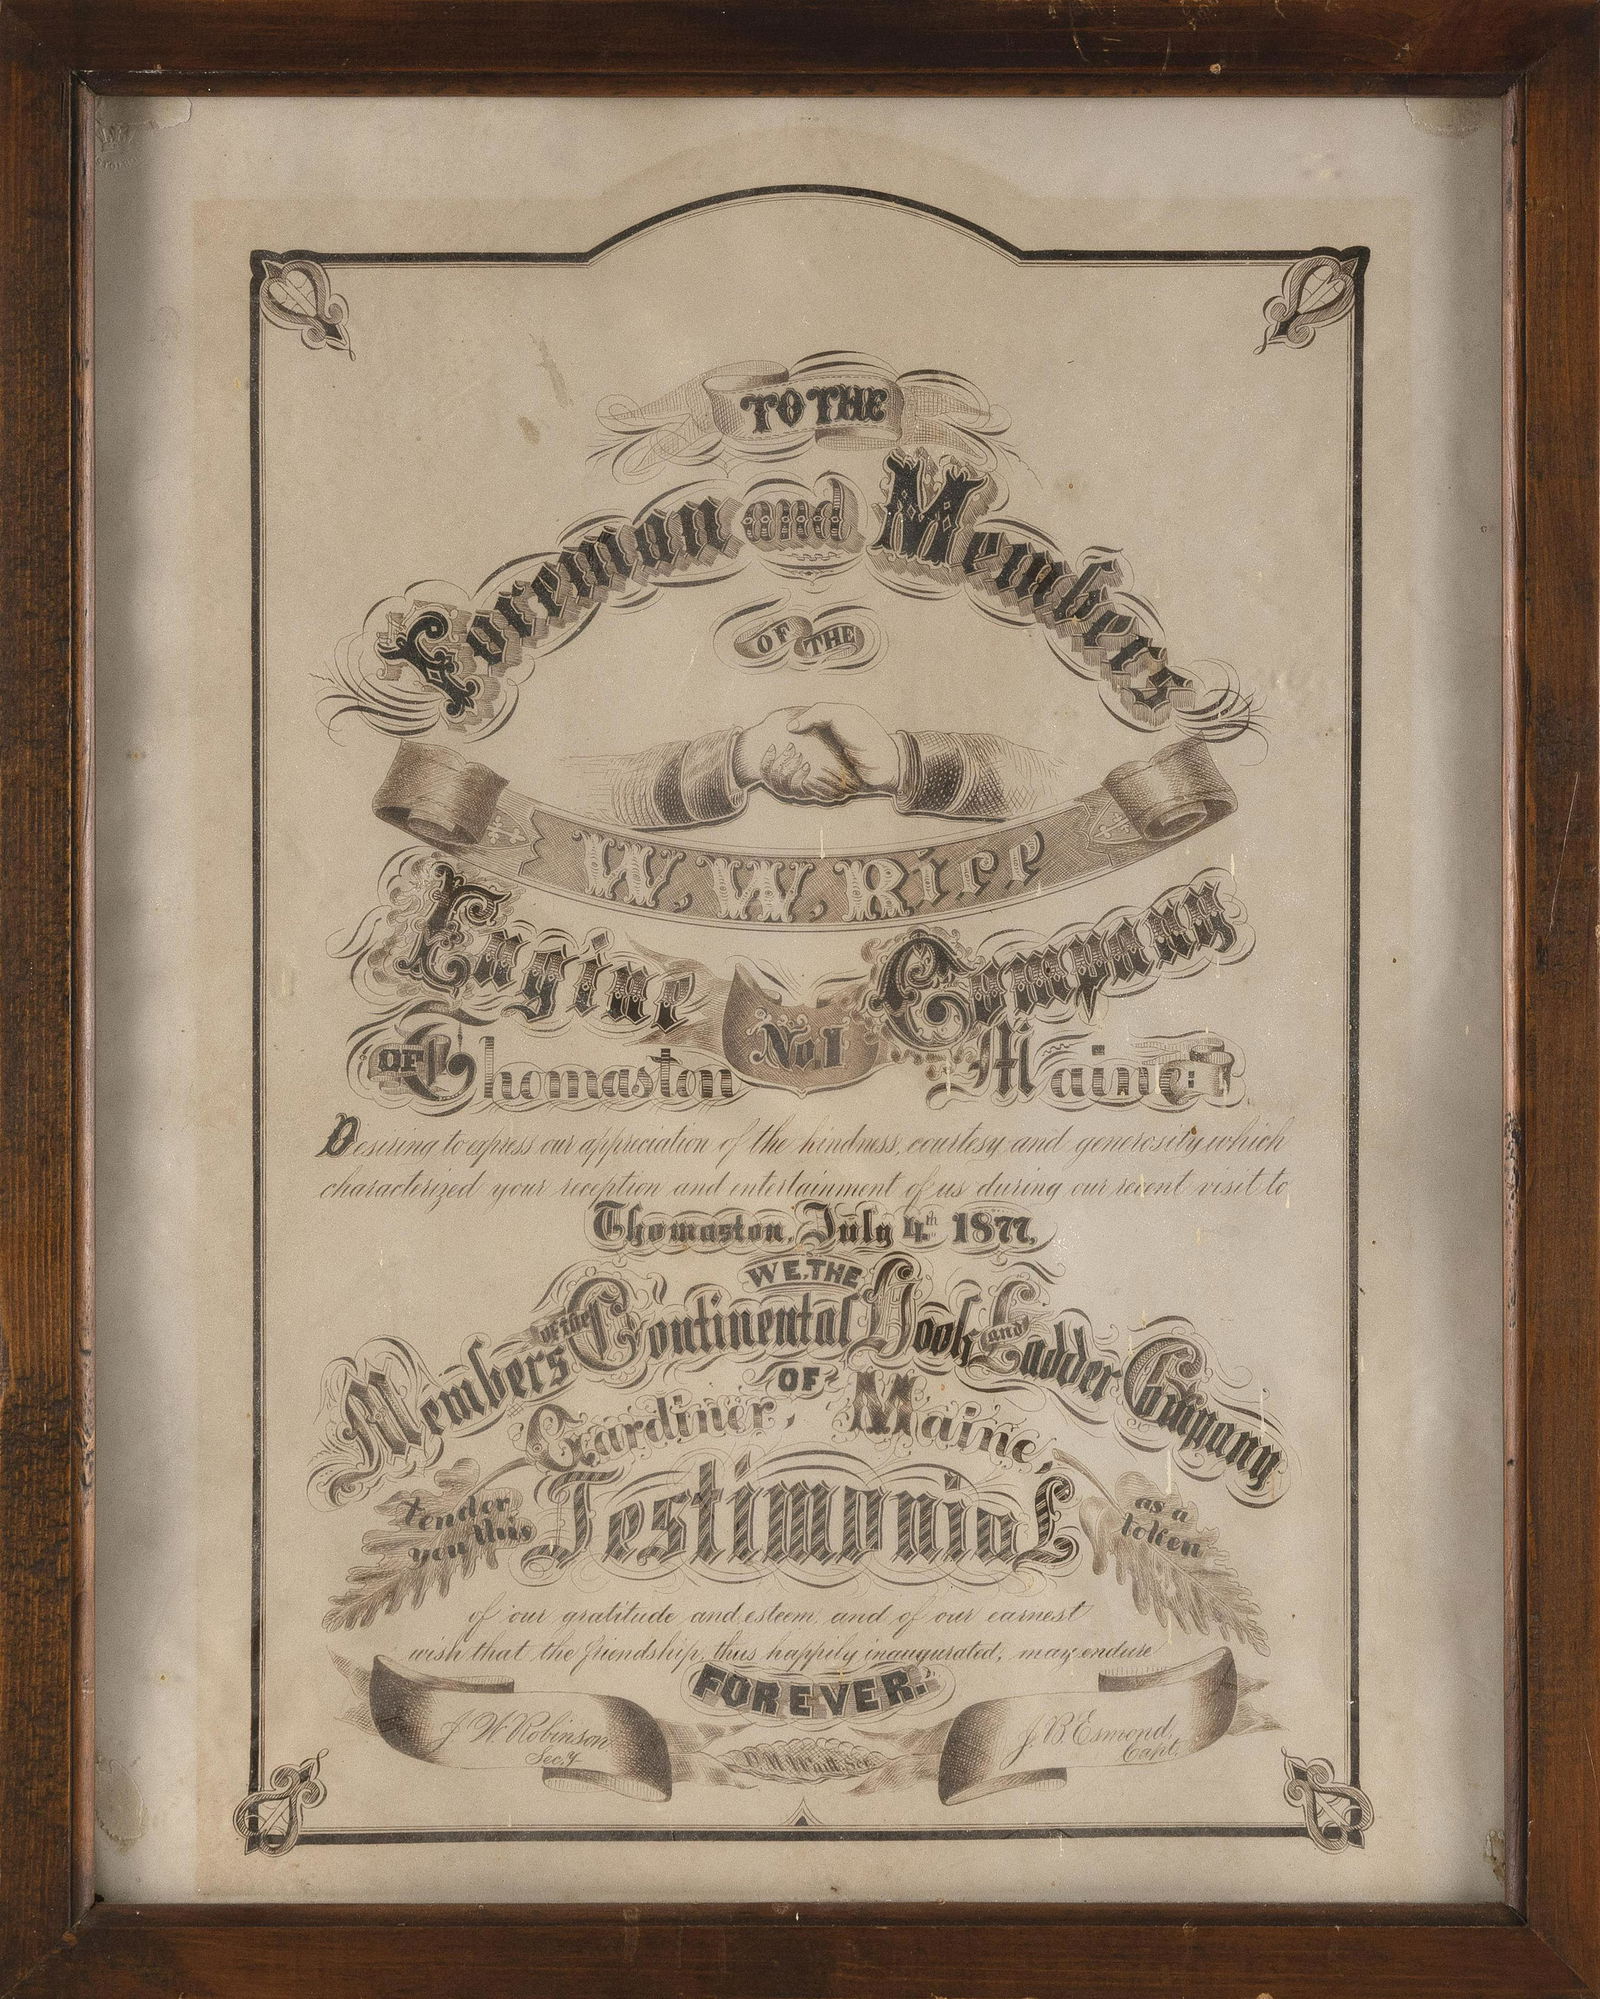 TO THE
Foreman and Members
OF THE
W. W. Rice
Engine Company
No. 1
OF Thomaston Maine.
Desiring to express our appreciation of the kindness, courtesy and generosity which
characterized your reception and entertainment of us during our recent visit to
Thomaston, July 4th 1877,
WE, THE
Members of the Continental Hook and Ladder Company
OF
Gardiner, Maine,
tender you this Testimonial as a token
of our gratitude and esteem, and of our earnest
wish that the friendship, thus happily inaugurated, may endure
FOREVER.
J. W. Robinson Sec.y
J. B. Esmond, Capt.